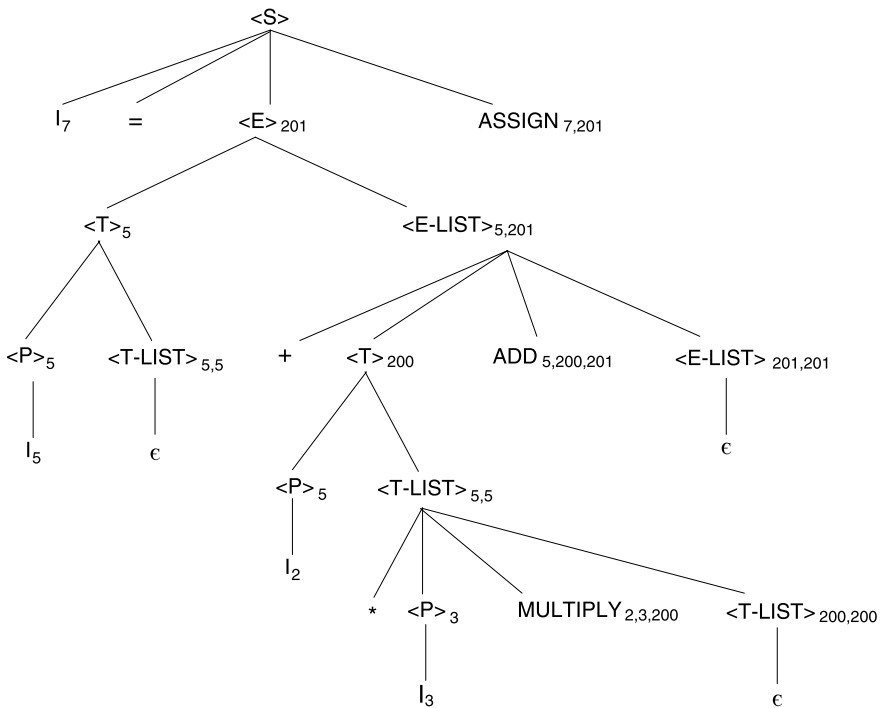 <S>
I7 = <E>201 ASSIGN7,201
<T>5 <E-LIST>5,201
<P>5 <T-LIST>5,5 + <T>200 ADD5,200,201 <E-LIST>201,201
I5 ϵ ϵ
<P>5 <T-LIST>5,5
I2
* <P>3 MULTIPLY2,3,200 <T-LIST>200,200
I3 ϵ